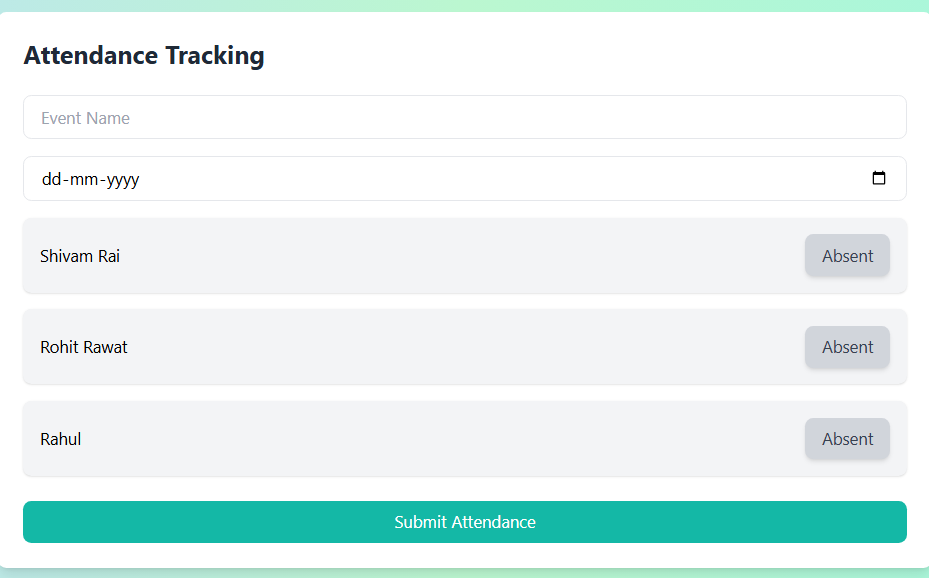 Attendance Tracking
Event Name
dd-mm-yyyy
Shivam Rai Absent
Rohit Rawat Absent
Rahul Absent
Submit Attendance